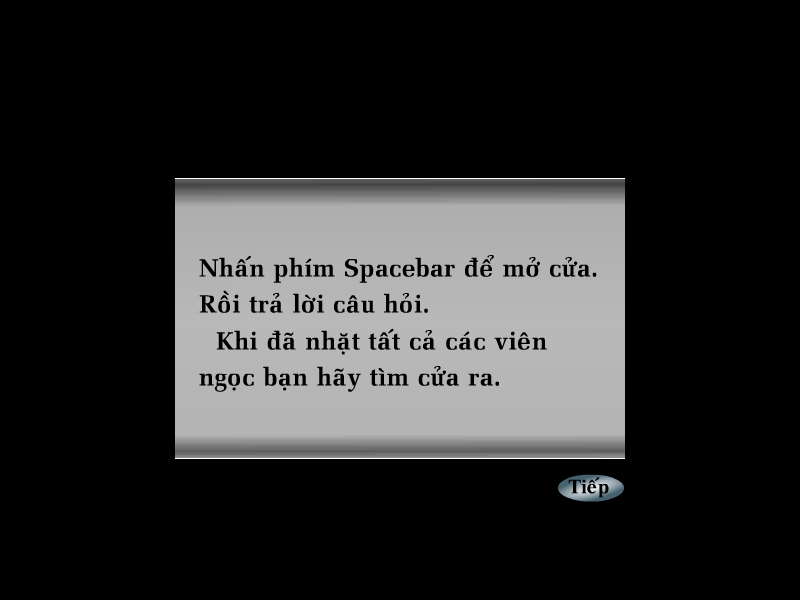 Nhấn phím Spacebar để mở cửa.
Rồi trả lời câu hỏi.
Khi đã nhặt tất cả các viên
ngọc bạn hãy tìm cửa ra.
Tiếp